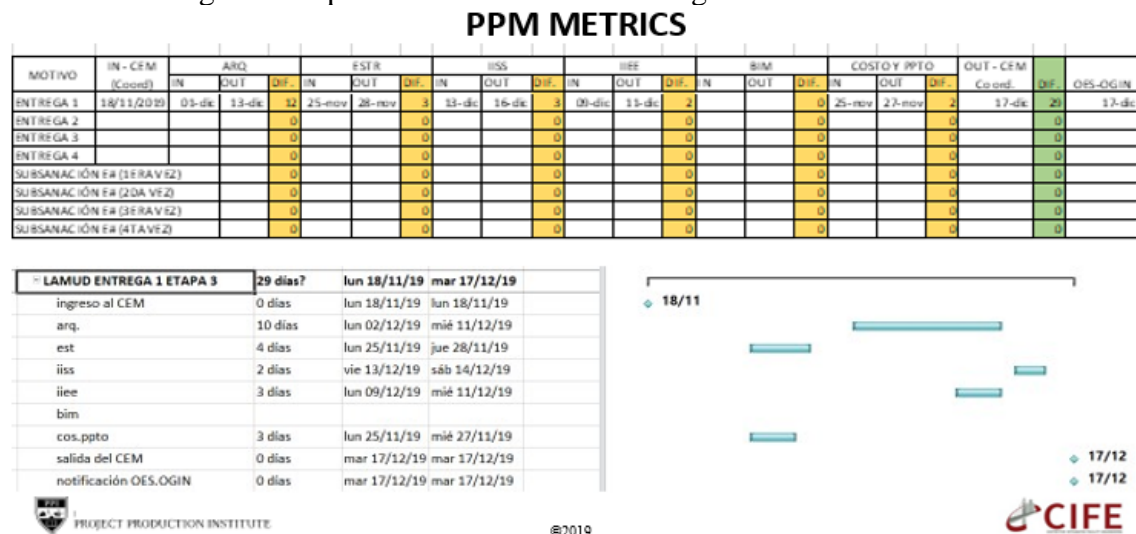 PPM METRICS
MOTIVO IN - CEM (Coord) ARQ ESTR IISS IIEE BIM COSTO Y PPTO OUT - CEM Coord. DIF. OES-OGIN
IN OUT DIF. IN OUT DIF. IN OUT DIF. IN OUT DIF. IN OUT DIF. IN OUT DIF.
ENTREGA 1 18/11/2019 01-dic 13-dic 12 25-nov 28-nov 3 13-dic 16-dic 3 09-dic 11-dic 2 0 25-nov 27-nov 2 17-dic 29 17-dic
ENTREGA 2 0 0 0 0 0 0 0
ENTREGA 3 0 0 0 0 0 0 0
ENTREGA 4 0 0 0 0 0 0 0
SUBSANACIÓN E# (1ERA VEZ) 0 0 0 0 0 0 0
SUBSANACIÓN E# (2DA VEZ) 0 0 0 0 0 0 0
SUBSANACIÓN E# (3ERA VEZ) 0 0 0 0 0 0 0
SUBSANACIÓN E# (4TA VEZ) 0 0 0 0 0 0 0
LAMUD ENTREGA 1 ETAPA 3 29 días? lun 18/11/19 mar 17/12/19
ingreso al CEM 0 días lun 18/11/19 lun 18/11/19 18/11
arq. 10 días lun 02/12/19 mié 11/12/19
est 4 días lun 25/11/19 jue 28/11/19
iiss 2 días vie 13/12/19 sáb 14/12/19
iiee 3 días lun 09/12/19 mié 11/12/19
bim
cos.ppto 3 días lun 25/11/19 mié 27/11/19
salida del CEM 0 días mar 17/12/19 mar 17/12/19 17/12
notificación OES.OGIN 0 días mar 17/12/19 mar 17/12/19 17/12
PPI
PROJECT PRODUCTION INSTITUTE
©2019
CIFE